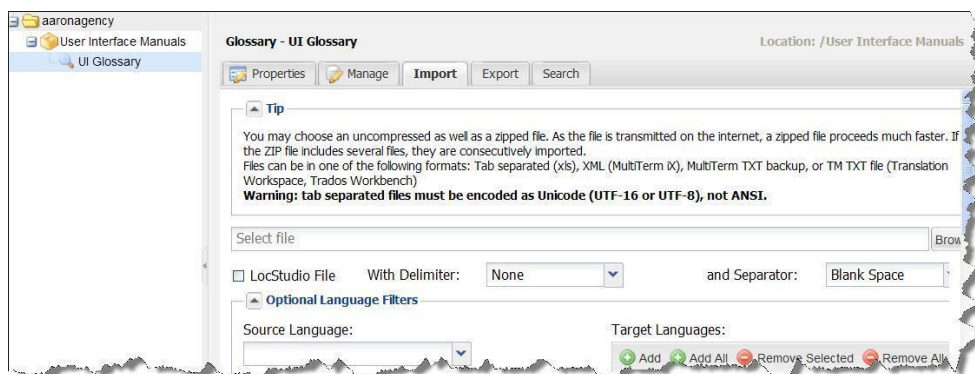 aaronagency
User Interface Manuals
UI Glossary
Glossary - UI Glossary
Location: /User Interface Manuals
Properties Manage Import Export Search
Tip
You may choose an uncompressed as well as a zipped file. As the file is transmitted on the internet, a zipped file proceeds much faster. If
the ZIP file includes several files, they are consecutively imported.
Files can be in one of the following formats: Tab separated (xls), XML (MultiTerm iX), MultiTerm TXT backup, or TM TXT file (Translation
Workspace, Trados Workbench)
Warning: tab separated files must be encoded as Unicode (UTF-16 or UTF-8), not ANSI.
Select file
Brow
LocStudio File With Delimiter: None and Separator: Blank Space
Optional Language Filters
Source Language: Target Languages:
Add Add All Remove Selected Remove All